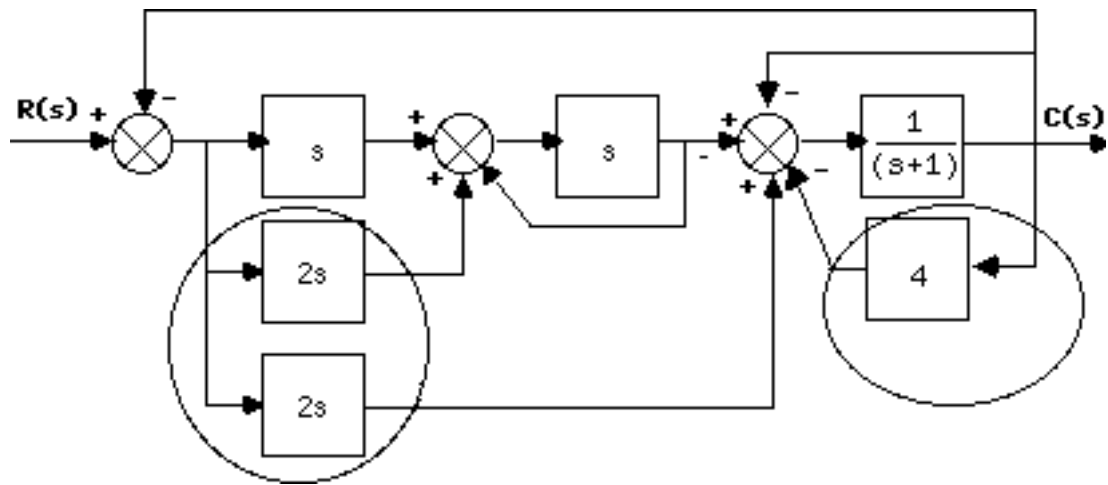 R(s) + - s + + s - + - + - 1/(s+1) C(s)
2s 4
2s